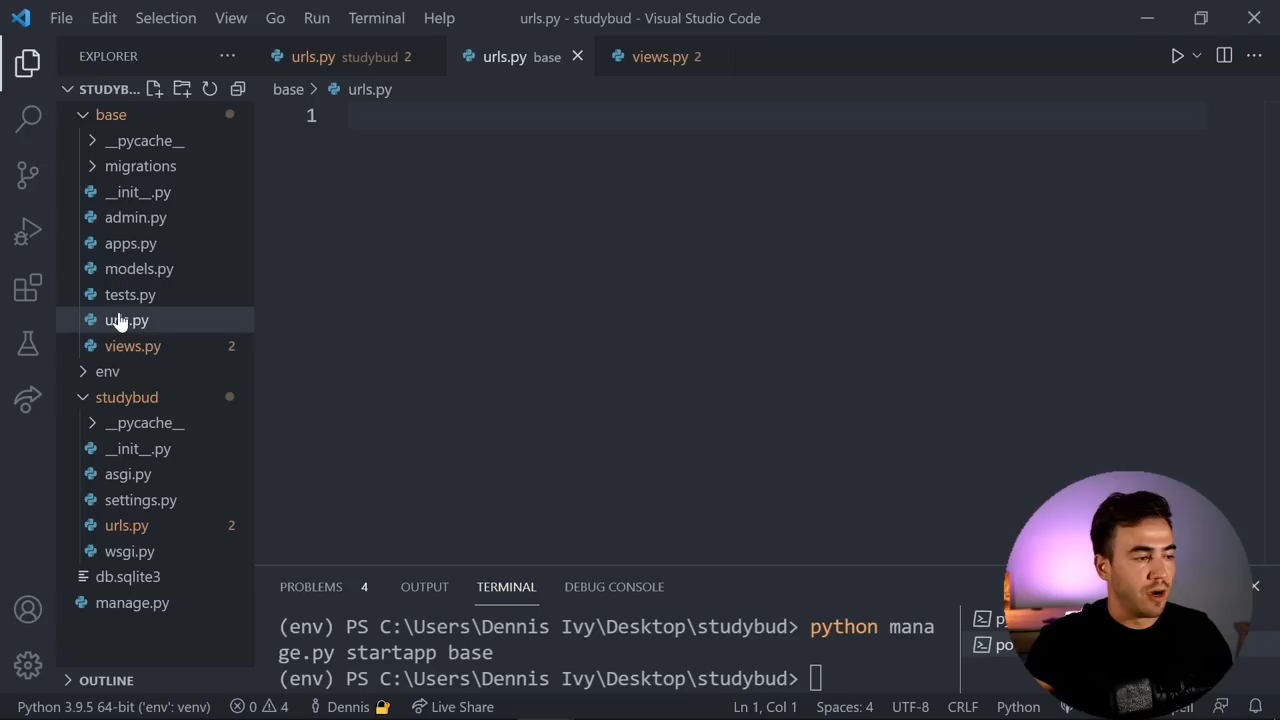 File Edit Selection View Go Run Terminal Help urls.py - studybud - Visual Studio Code
EXPLORER
urls.py studybud 2
urls.py base
views.py 2
STUDYB...
base > urls.py
base
__pycache__
migrations
__init__.py
admin.py
apps.py
models.py
tests.py
urls.py
views.py 2
env
studybud
__pycache__
__init__.py
asgi.py
settings.py
urls.py 2
wsgi.py
db.sqlite3
manage.py
OUTLINE
1
PROBLEMS 4 OUTPUT TERMINAL DEBUG CONSOLE
(env) PS C:\Users\Dennis Ivy\Desktop\studybud> python mana
ge.py startapp base
(env) PS C:\Users\Dennis Ivy\Desktop\studybud>
Python 3.9.5 64-bit ('env': venv) 0 4 Dennis Live Share Ln 1, Col 1 Spaces: 4 UTF-8 CRLF Python